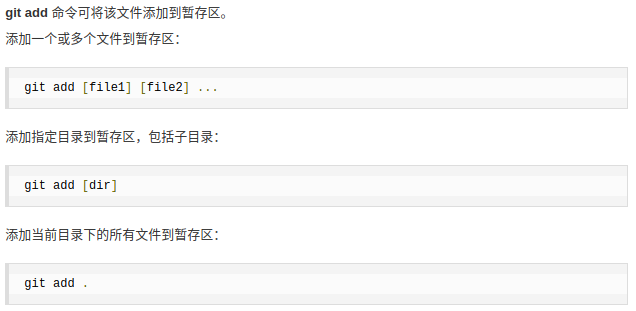 git add 命令可将该文件添加到暂存区。
添加一个或多个文件到暂存区：
git add [file1] [file2] ...
添加指定目录到暂存区，包括子目录：
git add [dir]
添加当前目录下的所有文件到暂存区：
git add .